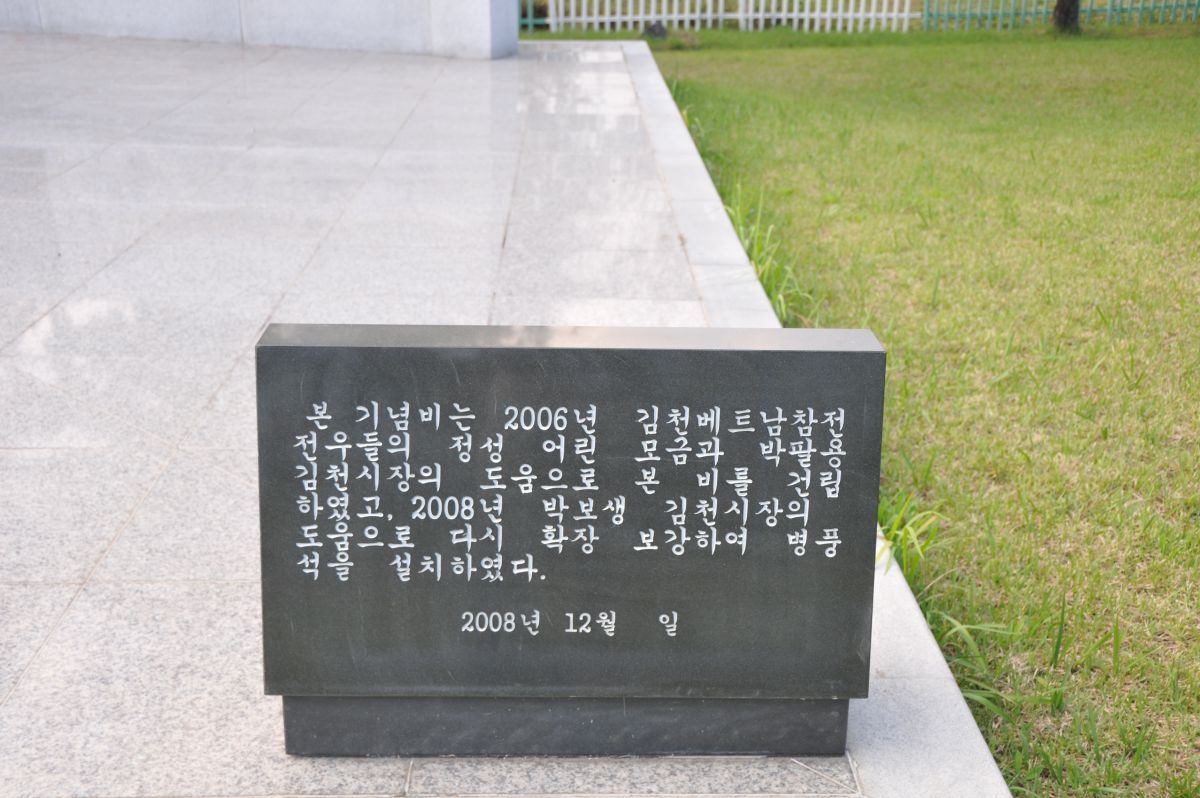 본 기념비는 2006년 김천베트남참전
전우들의 정성 어린 모금과 박팔용
김천시장의 도움으로 본 비를 건립
하였고, 2008년 박보생 김천시장의
도움으로 다시 확장 보강하여 병풍
석을 설치하였다.
2008년 12월 일